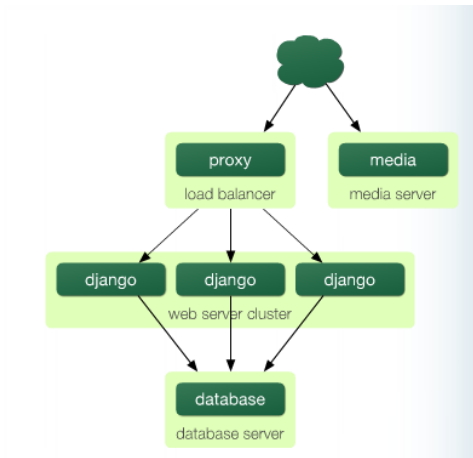 proxy
media
load balancer
media server
django
django
django
web server cluster
database
database server